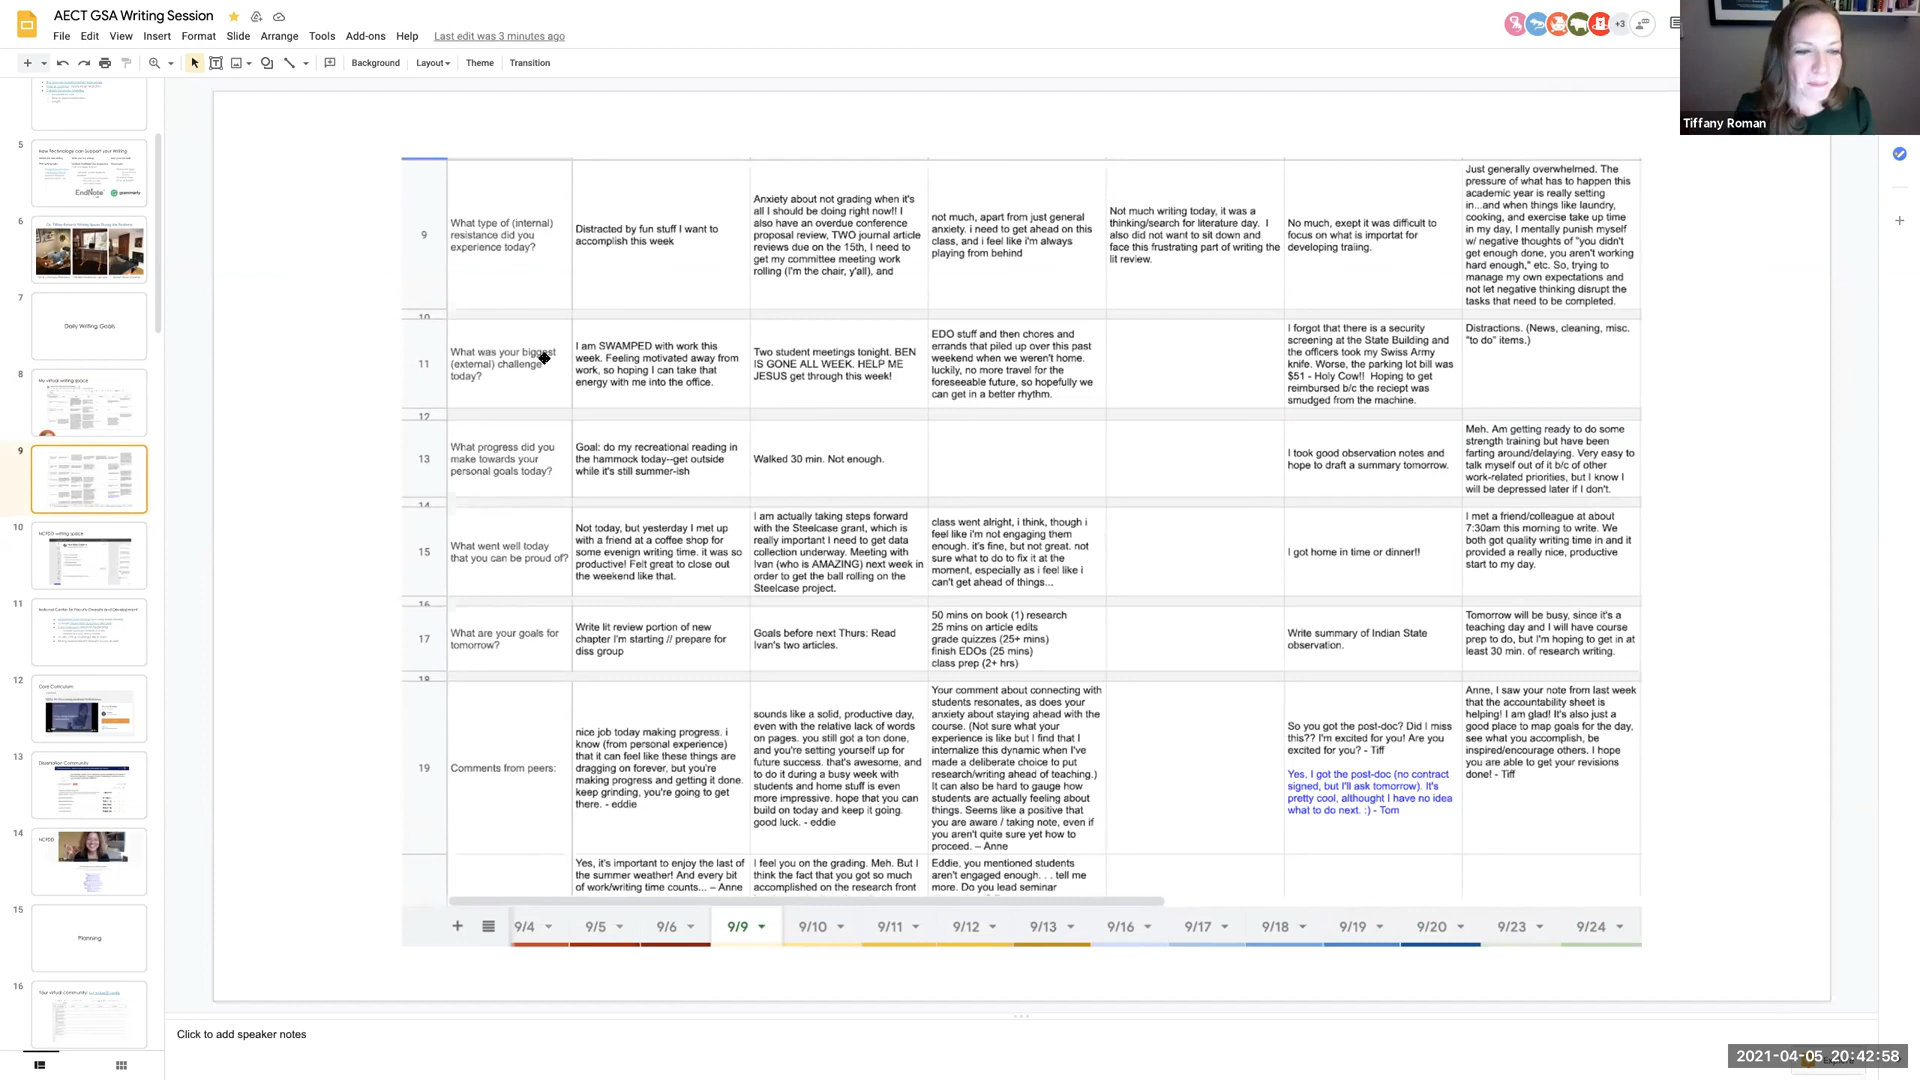 AECT GSA Writing Session
File Edit View Insert Format Slide Arrange Tools Add-ons Help Last edit was 3 minutes ago
+3
Background Layout Theme Transition
Tiffany Roman
5
How Technology can Support your Writing
EndNote
grammarly
6
7
Daily Writing Goals
8
My virtual writing space
9
10
NCFDD writing space
11
12
Core Curriculum
13
Dissertation Community
14
NCFDD
15
Planning
16
9
What type of (internal)
resistance did you
experience today?
Distracted by fun stuff I want to
accomplish this week
Anxiety about not grading when it's
all I should be doing right now!! I
also have an overdue conference
proposal review, TWO journal article
reviews due on the 15th, I need to
get my committee meeting work
rolling (I'm the chair, y'all), and
not much, apart from just general
anxiety. i need to get ahead on this
class, and i feel like i'm always
playing from behind
Not much writing today, it was a
thinking/search for literature day. I
also did not want to sit down and
face this frustrating part of writing the
lit review.
No much, exept it was difficult to
focus on what is importat for
developing traiing.
Just generally overwhelmed. The
pressure of what has to happen this
academic year is really setting
in...and when things like laundry,
cooking, and exercise take up time
in my day, I mentally punish myself
w/ negative thoughts of "you didn't
get enough done, you aren't working
hard enough," etc. So, trying to
manage my own expectations and
not let negative thinking disrupt the
tasks that need to be completed.
10
11
What was your biggest
(external) challenge
today?
I am SWAMPED with work this
week. Feeling motivated away from
work, so hoping I can take that
energy with me into the office.
Two student meetings tonight. BEN
IS GONE ALL WEEK. HELP ME
JESUS get through this week!
EDO stuff and then chores and
errands that piled up over this past
weekend when we weren't home.
luckily, no more travel for the
foreseeable future, so hopefully we
can get in a better rhythm.
I forgot that there is a security
screening at the State Building and
the officers took my Swiss Army
knife. Worse, the parking lot bill was
$51 - Holy Cow!! Hoping to get
reimbursed b/c the reciept was
smudged from the machine.
Distractions. (News, cleaning, misc.
"to do" items.)
12
13
What progress did you
make towards your
personal goals today?
Goal: do my recreational reading in
the hammock today--get outside
while it's still summer-ish
Walked 30 min. Not enough.
I took good observation notes and
hope to draft a summary tomorrow.
Meh. Am getting ready to do some
strength training but have been
farting around/delaying. Very easy to
talk myself out of it b/c of other
work-related priorities, but I know I
will be depressed later if I don't.
14
15
What went well today
that you can be proud of?
Not today, but yesterday I met up
with a friend at a coffee shop for
some evenign writing time. it was so
productive! Felt great to close out
the weekend like that.
I am actually taking steps forward
with the Steelcase grant, which is
really important I need to get data
collection underway. Meeting with
Ivan (who is AMAZING) next week in
order to get the ball rolling on the
Steelcase project.
class went alright, i think, though i
feel like i'm not engaging them
enough. it's fine, but not great. not
sure what to do to fix it at the
moment, especially as i feel like i
can't get ahead of things...
I got home in time or dinner!!
I met a friend/colleague at about
7:30am this morning to write. We
both got quality writing time in and it
provided a really nice, productive
start to my day.
16
17
What are your goals for
tomorrow?
Write lit review portion of new
chapter I'm starting // prepare for
diss group
Goals before next Thurs: Read
Ivan's two articles.
50 mins on book (1) research
25 mins on article edits
grade quizzes (25+ mins)
finish EDOs (25 mins)
class prep (2+ hrs)
Write summary of Indian State
observation.
Tomorrow will be busy, since it's a
teaching day and I will have course
prep to do, but I'm hoping to get in at
least 30 min. of research writing.
18
19
Comments from peers:
nice job today making progress. i
know (from personal experience)
that it can feel like these things are
dragging on forever, but you're
making progress and getting it done.
keep grinding, you're going to get
there. - eddie
sounds like a solid, productive day,
even with the relative lack of words
on pages. you still got a ton done,
and you're setting yourself up for
future success. that's awesome, and
to do it during a busy week with
students and home stuff is even
more impressive. hope that you can
build on today and keep it going.
good luck. - eddie
Your comment about connecting with
students resonates, as does your
anxiety about staying ahead with the
course. (Not sure what your
experience is like but I find that I
internalize this dynamic when I've
made a deliberate choice to put
research/writing ahead of teaching.)
It can also be hard to gauge how
students are actually feeling about
things. Seems like a positive that
you are aware / taking note, even if
you aren't quite sure yet how to
proceed. – Anne
So you got the post-doc? Did I miss
this?? I'm excited for you! Are you
excited for you? - Tiff
Yes, I got the post-doc (no contract
signed, but I'll ask tomorrow). It's
pretty cool, althought I have no idea
what to do next. :) - Tom
Anne, I saw your note from last week
that the accountability sheet is
helping! I am glad! It's also just a
good place to map goals for the day,
see what you accomplish, be
inspired/encourage others. I hope
you are able to get your revisions
done! - Tiff
Yes, it's important to enjoy the last of
the summer weather! And every bit
of work/writing time counts... – Anne
I feel you on the grading. Meh. But I
think the fact that you got so much
accomplished on the research front
Eddie, you mentioned students
aren't engaged enough. . . tell me
more. Do you lead seminar
9/4 9/5 9/6 9/9 9/10 9/11 9/12 9/13 9/16 9/17 9/18 9/19 9/20 9/23 9/24
Click to add speaker notes
2021-04-05 20:42:58